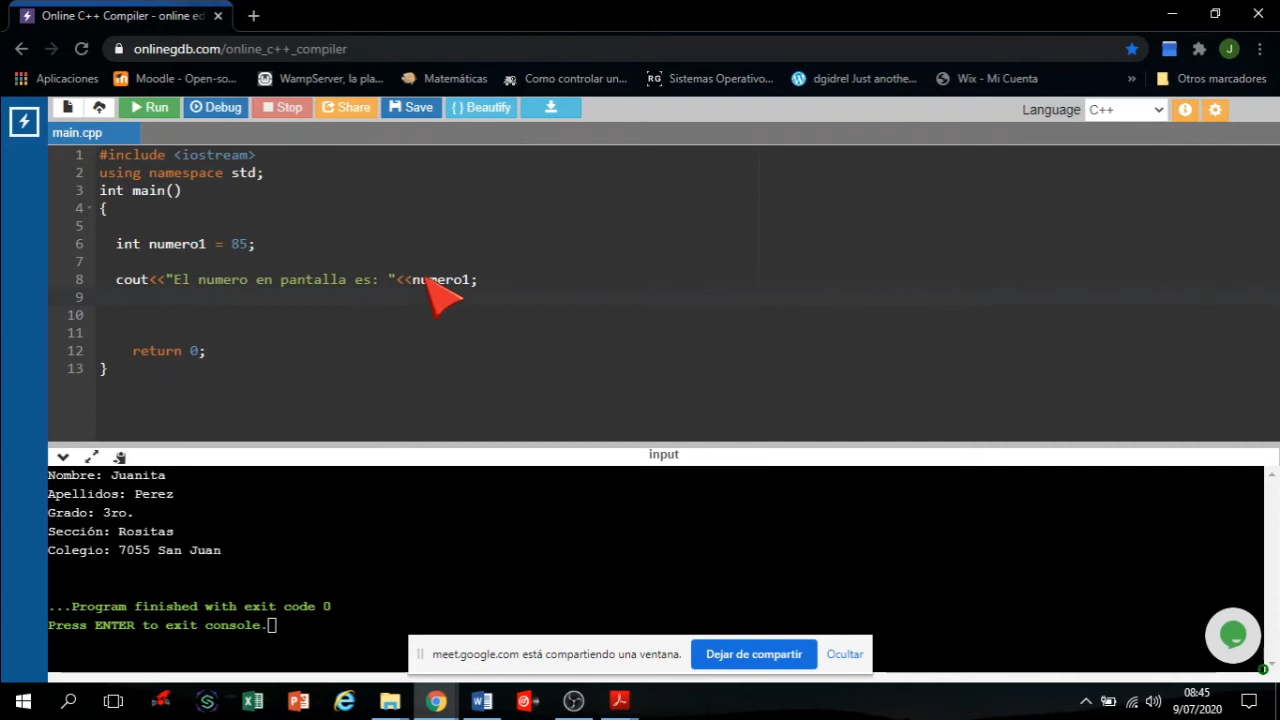 Online C++ Compiler - online edi
onlinegdb.com/online_c++_compiler
J
Aplicaciones Moodle - Open-so... WampServer, la pla... Matemáticas Como controlar un... RG Sistemas Operativo... dgidrel Just anothe... Wix - Mi Cuenta » Otros marcadores
Run Debug Stop Share Save { } Beautify Language C++
main.cpp
1 #include <iostream>
2 using namespace std;
3 int main()
4 {
5
6 int numero1 = 85;
7
8 cout<<"El numero en pantalla es: "<<numero1;
9
10
11
12 return 0;
13 }
input
Nombre: Juanita
Apellidos: Perez
Grado: 3ro.
Sección: Rositas
Colegio: 7055 San Juan
...Program finished with exit code 0
Press ENTER to exit console.
meet.google.com está compartiendo una ventana. Dejar de compartir Ocultar
08:45
9/07/2020